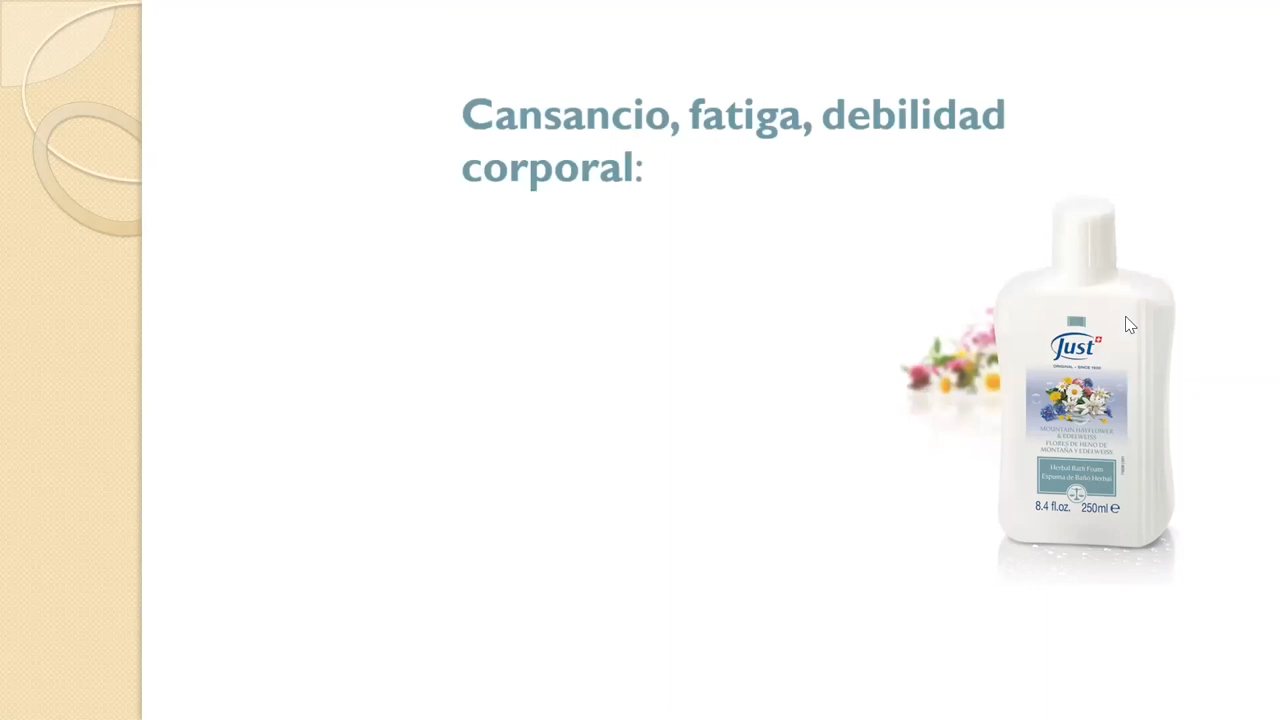 Cansancio, fatiga, debilidad
corporal:
Just
ORIGINAL – SINCE 1930
MOUNTAIN HAYFLOWER
& EDELWEISS
FLORES DE HENO DE
MONTAÑA Y EDELWEISS
Herbal Bath Foam
Espuma de Baño Herbal
8.4 fl.oz. 250ml e